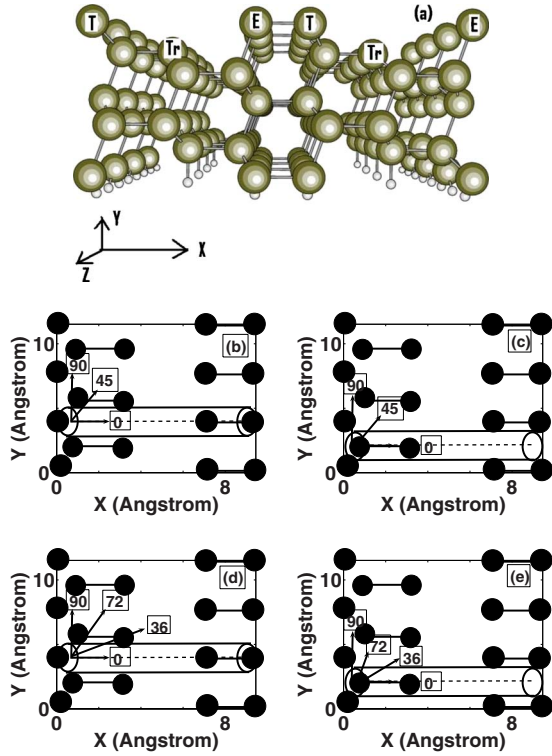 T E T (a) E
Tr Tr
Y
X
Z
10
Y (Angstrom)
0
(b)
90
45
0
0 8
X (Angstrom)
10
Y (Angstrom)
0
(c)
90
45
0
0 8
X (Angstrom)
10
Y (Angstrom)
0
(d)
90
72
36
0
0 8
X (Angstrom)
10
Y (Angstrom)
0
(e)
90
72
36
0
0 8
X (Angstrom)